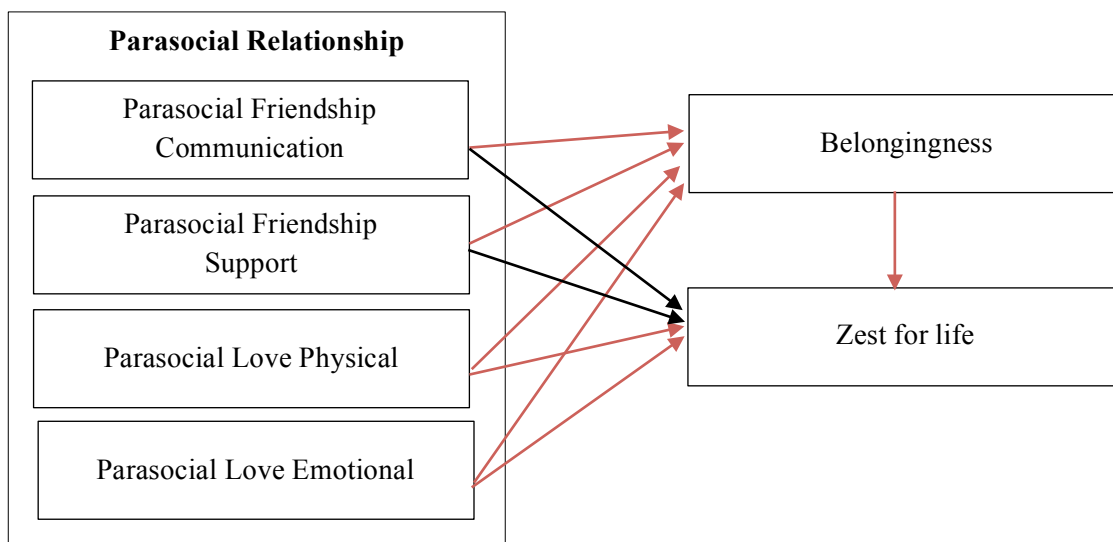 Parasocial Relationship
Parasocial Friendship
Communication
Parasocial Friendship
Support
Parasocial Love Physical
Parasocial Love Emotional
Belongingness
Zest for life